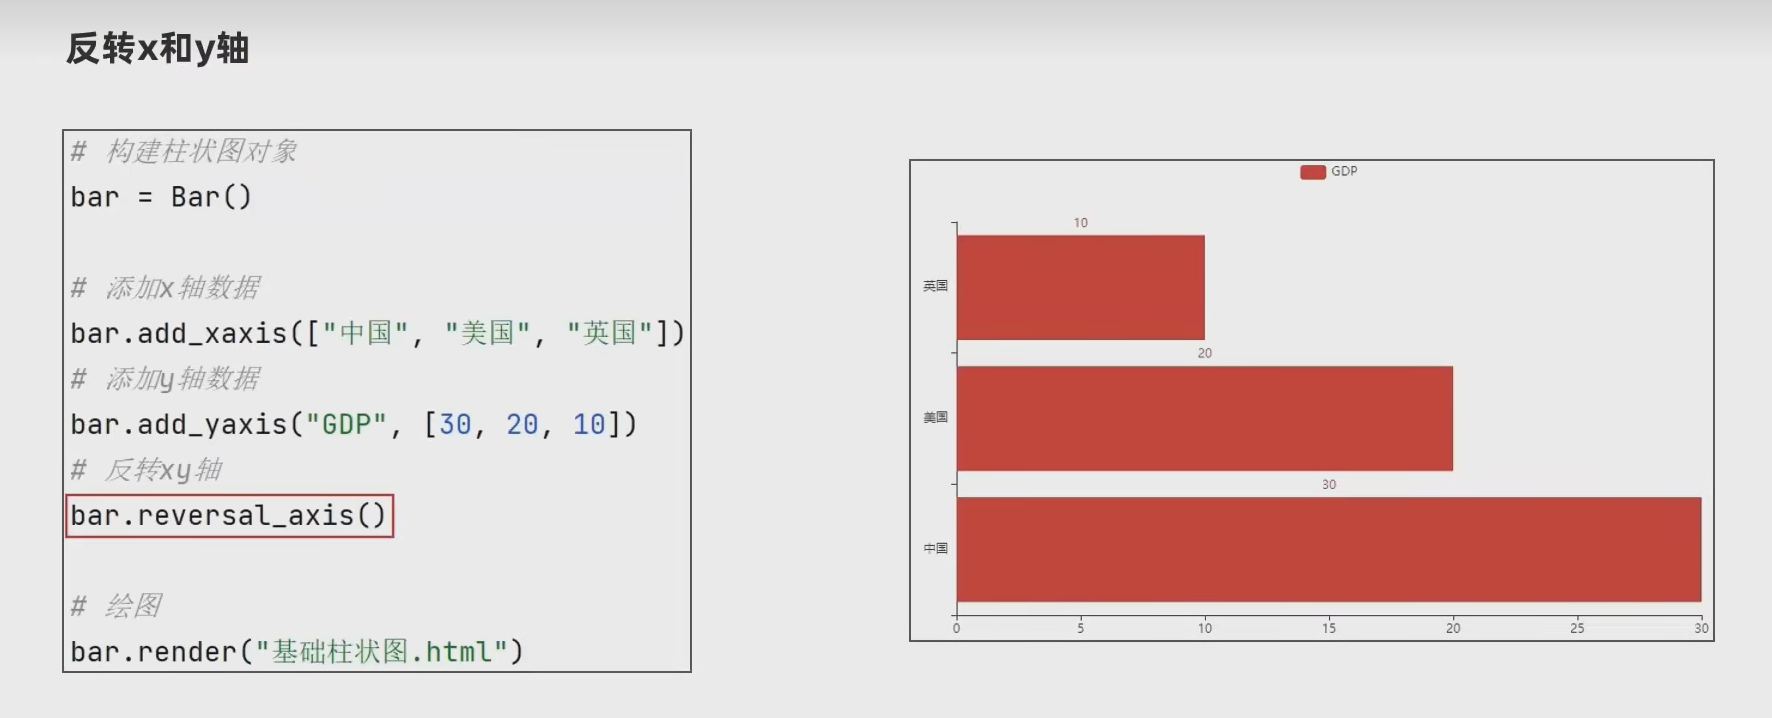 反转x和y轴
# 构建柱状图对象
bar = Bar()
# 添加x轴数据
bar.add_xaxis(["中国", "美国", "英国"])
# 添加y轴数据
bar.add_yaxis("GDP", [30, 20, 10])
# 反转xy轴
bar.reversal_axis()
# 绘图
bar.render("基础柱状图.html")
GDP
10
英国
20
美国
30
中国
0 5 10 15 20 25 30